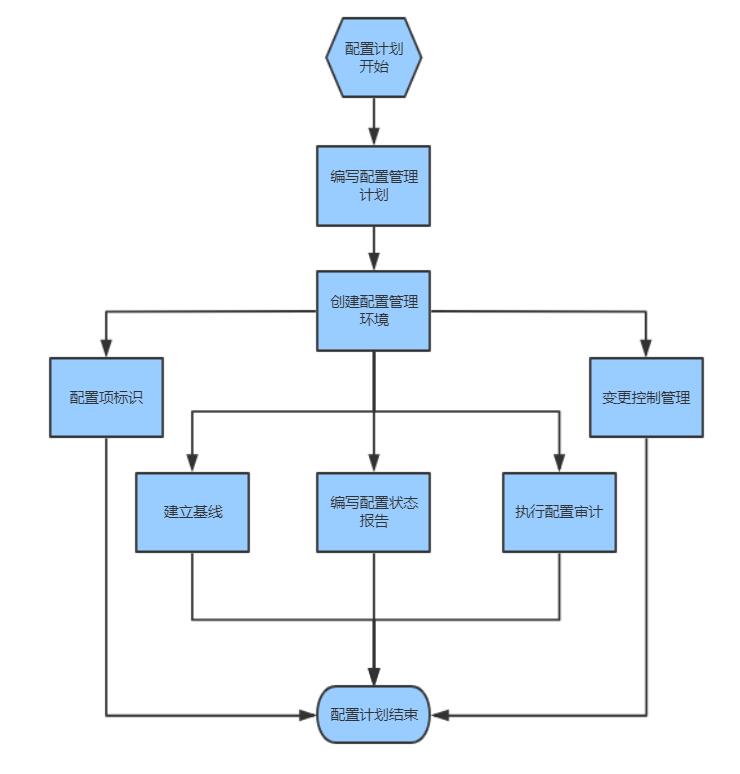 配置计划
开始
编写配置管理
计划
创建配置管理
环境
配置项标识
变更控制管理
建立基线
编写配置状态
报告
执行配置审计
配置计划结束